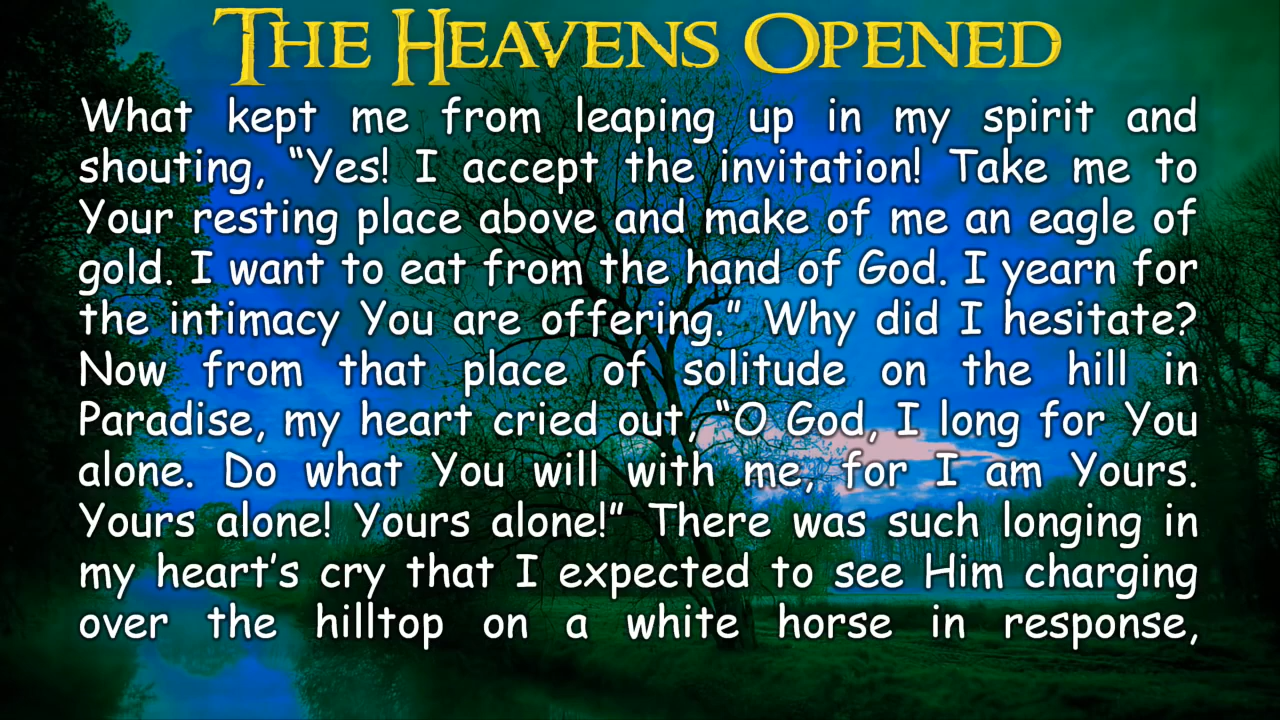 The Heavens Opened
What kept me from leaping up in my spirit and
shouting, “Yes! I accept the invitation! Take me to
Your resting place above and make of me an eagle of
gold. I want to eat from the hand of God. I yearn for
the intimacy You are offering.” Why did I hesitate?
Now from that place of solitude on the hill in
Paradise, my heart cried out, “O God, I long for You
alone. Do what You will with me, for I am Yours.
Yours alone! Yours alone!” There was such longing in
my heart’s cry that I expected to see Him charging
over the hilltop on a white horse in response,